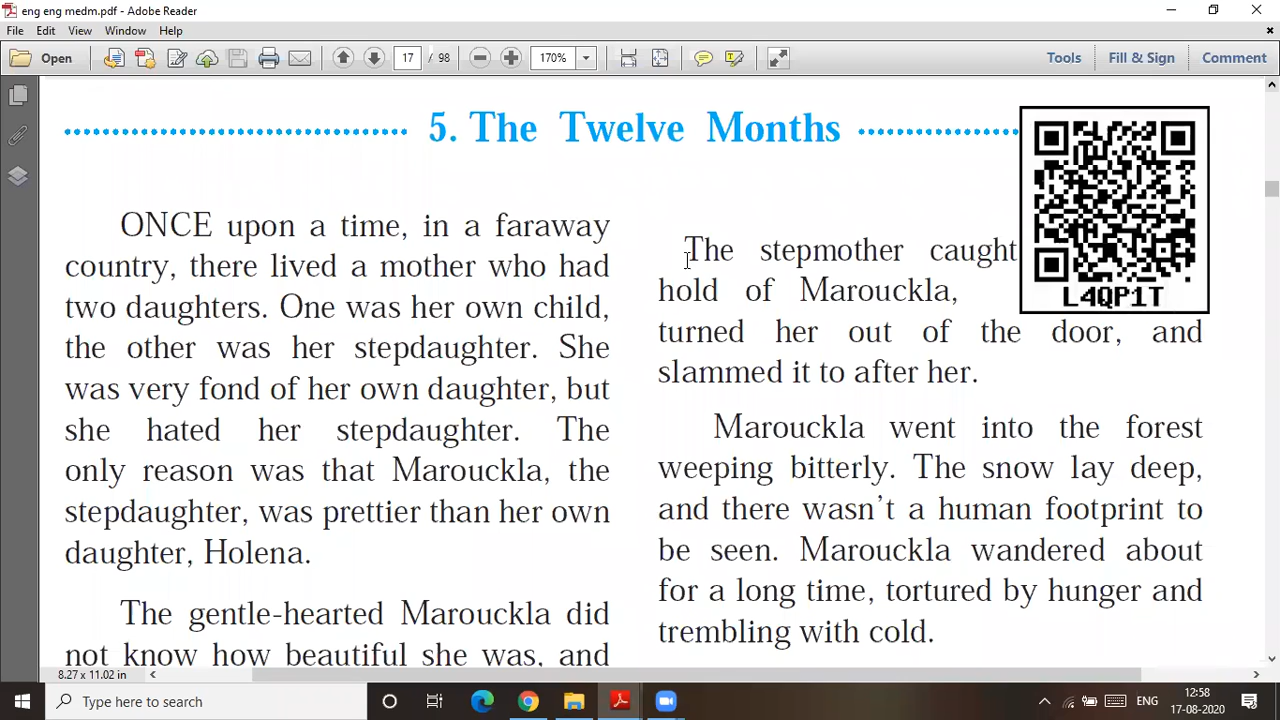 eng eng medm.pdf - Adobe Reader
File Edit View Window Help
Open 17 / 98 170% Tools Fill & Sign Comment
5. The Twelve Months
ONCE upon a time, in a faraway
country, there lived a mother who had
two daughters. One was her own child,
the other was her stepdaughter. She
was very fond of her own daughter, but
she hated her stepdaughter. The
only reason was that Marouckla, the
stepdaughter, was prettier than her own
daughter, Holena.
The gentle-hearted Marouckla did
not know how beautiful she was, and
L4QP1T
The stepmother caught
hold of Marouckla,
turned her out of the door, and
slammed it to after her.
Marouckla went into the forest
weeping bitterly. The snow lay deep,
and there wasn't a human footprint to
be seen. Marouckla wandered about
for a long time, tortured by hunger and
trembling with cold.
8.27 x 11.02 in
Type here to search
ENG
12:58
17-08-2020